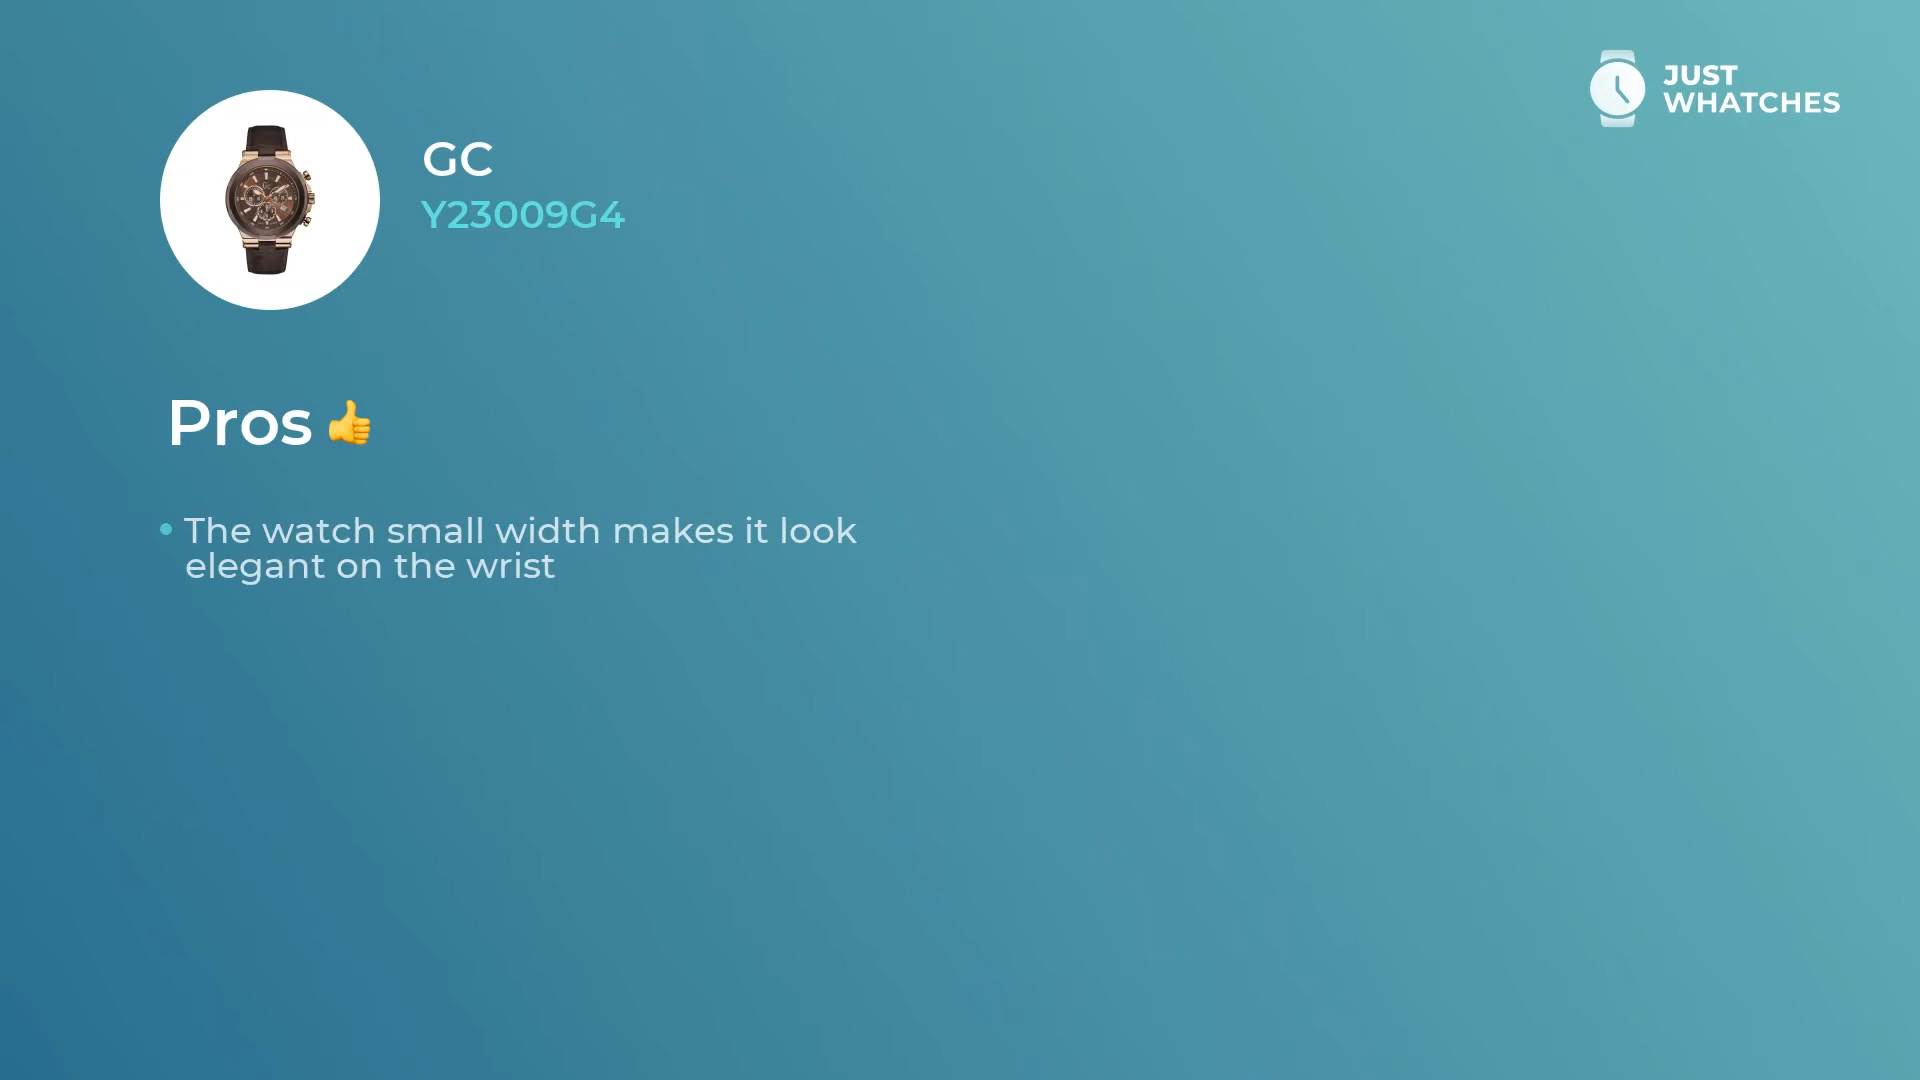 JUST
WHATCHES
GC
Y23009G4
Pros 👍
• The watch small width makes it look
elegant on the wrist